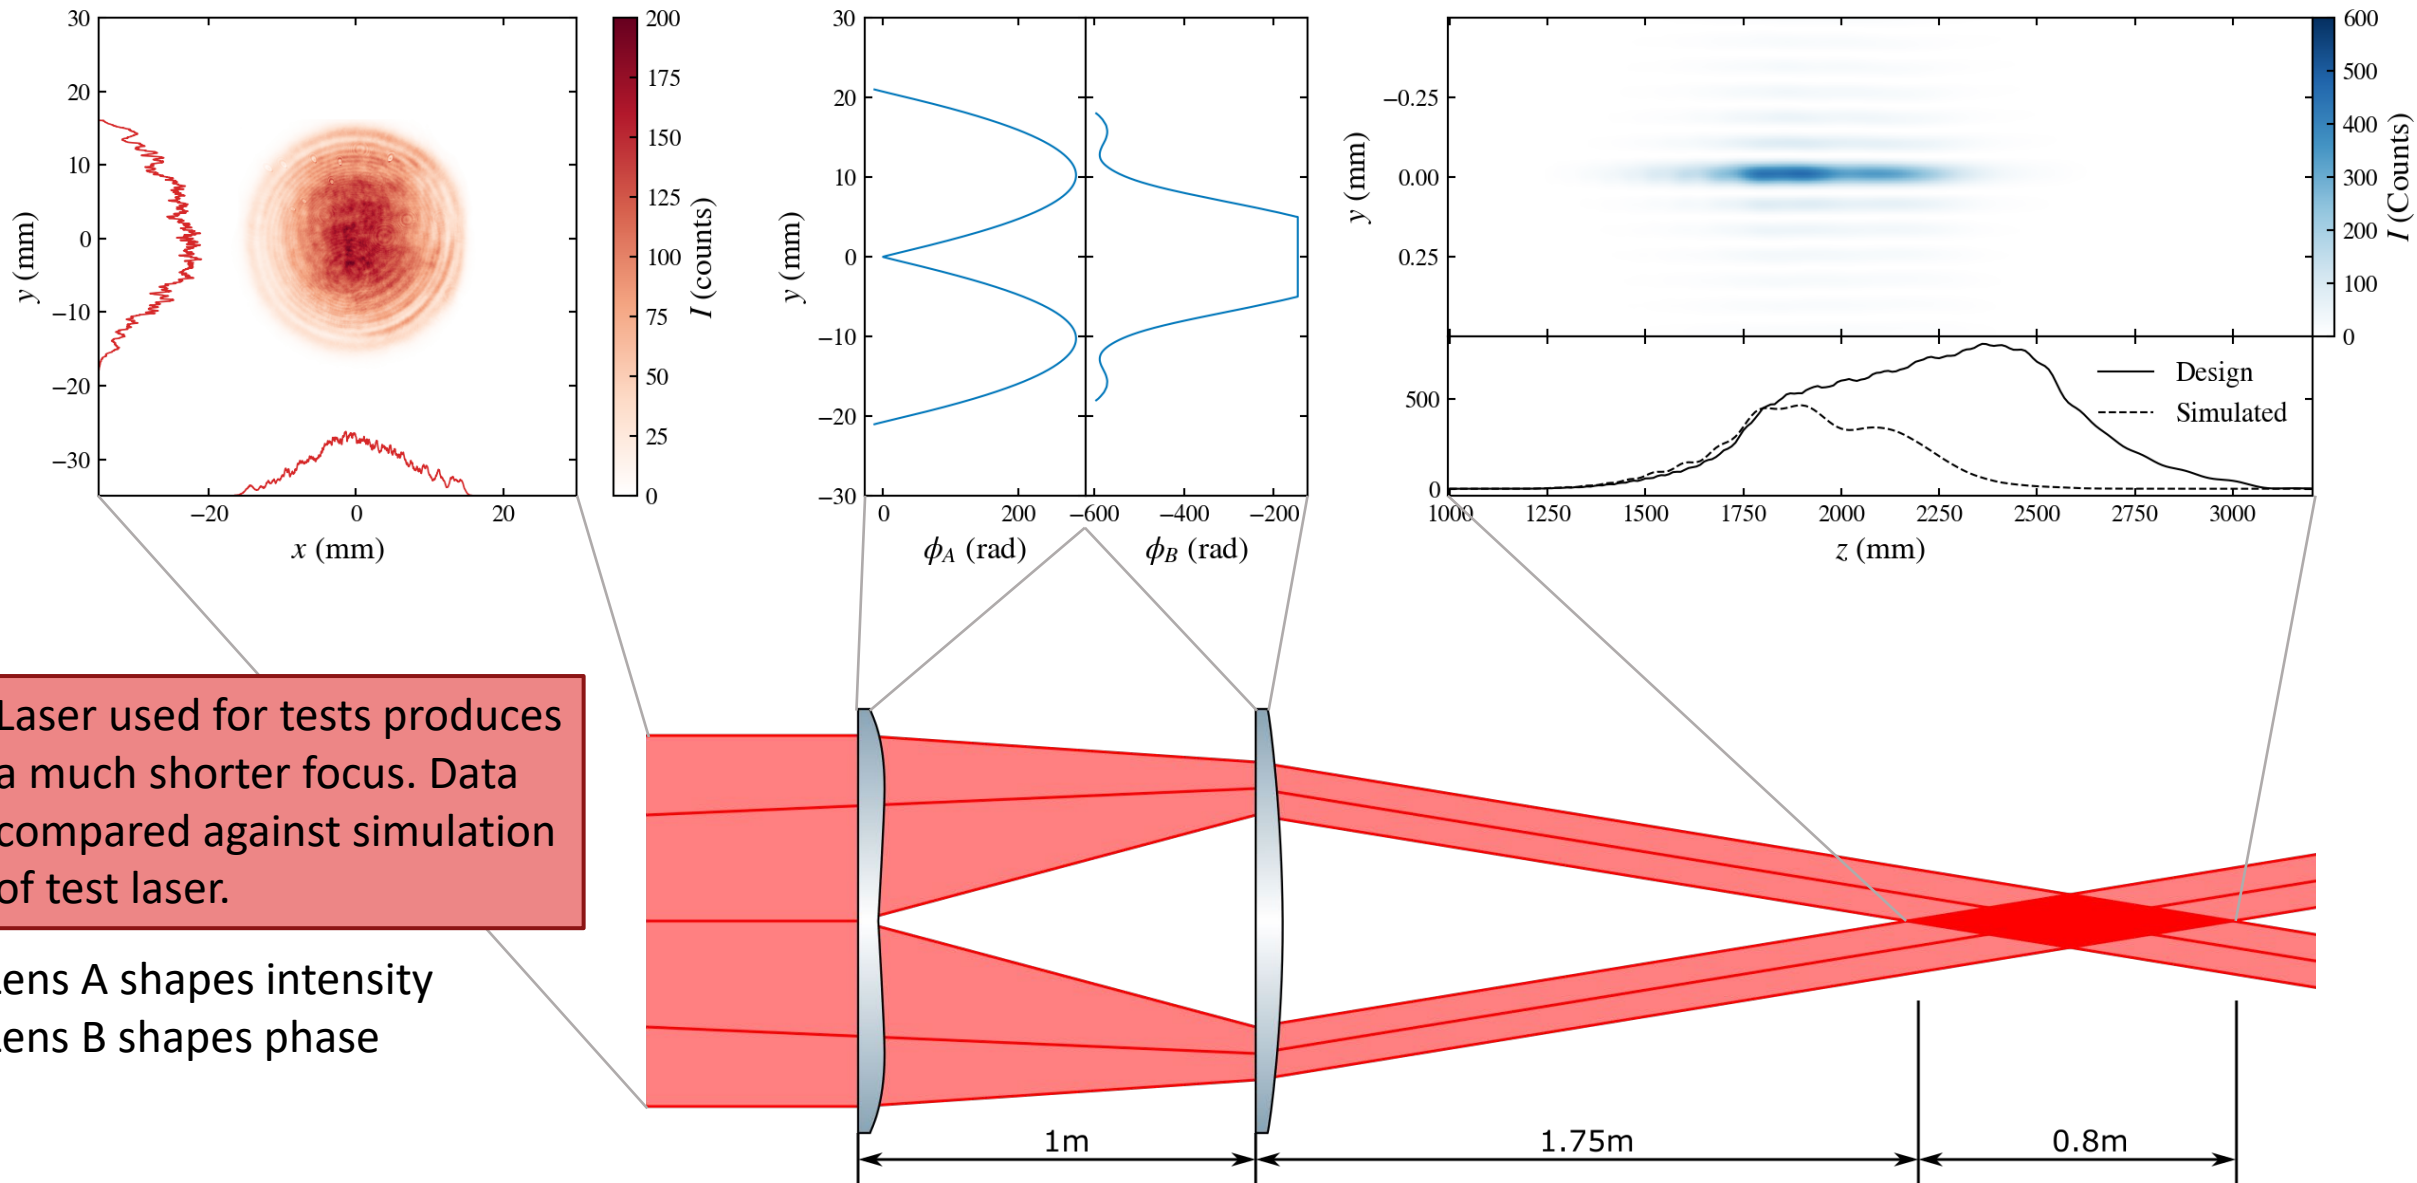 30
20
10
0
−10
−20
−30
y (mm)
−20
0
20
x (mm)
200
175
150
125
100
75
50
25
0
I (counts)
30
20
10
0
−10
−20
−30
y (mm)
0
200
−600
−400
−200
ϕA (rad)
ϕB (rad)
−0.25
0.00
0.25
y (mm)
600
500
400
300
200
100
0
I (Counts)
500
0
Design
Simulated
1000
1250
1500
1750
2000
2250
2500
2750
3000
z (mm)
Laser used for tests produces
a much shorter focus. Data
compared against simulation
of test laser.
Lens A shapes intensity
Lens B shapes phase
1m
1.75m
0.8m